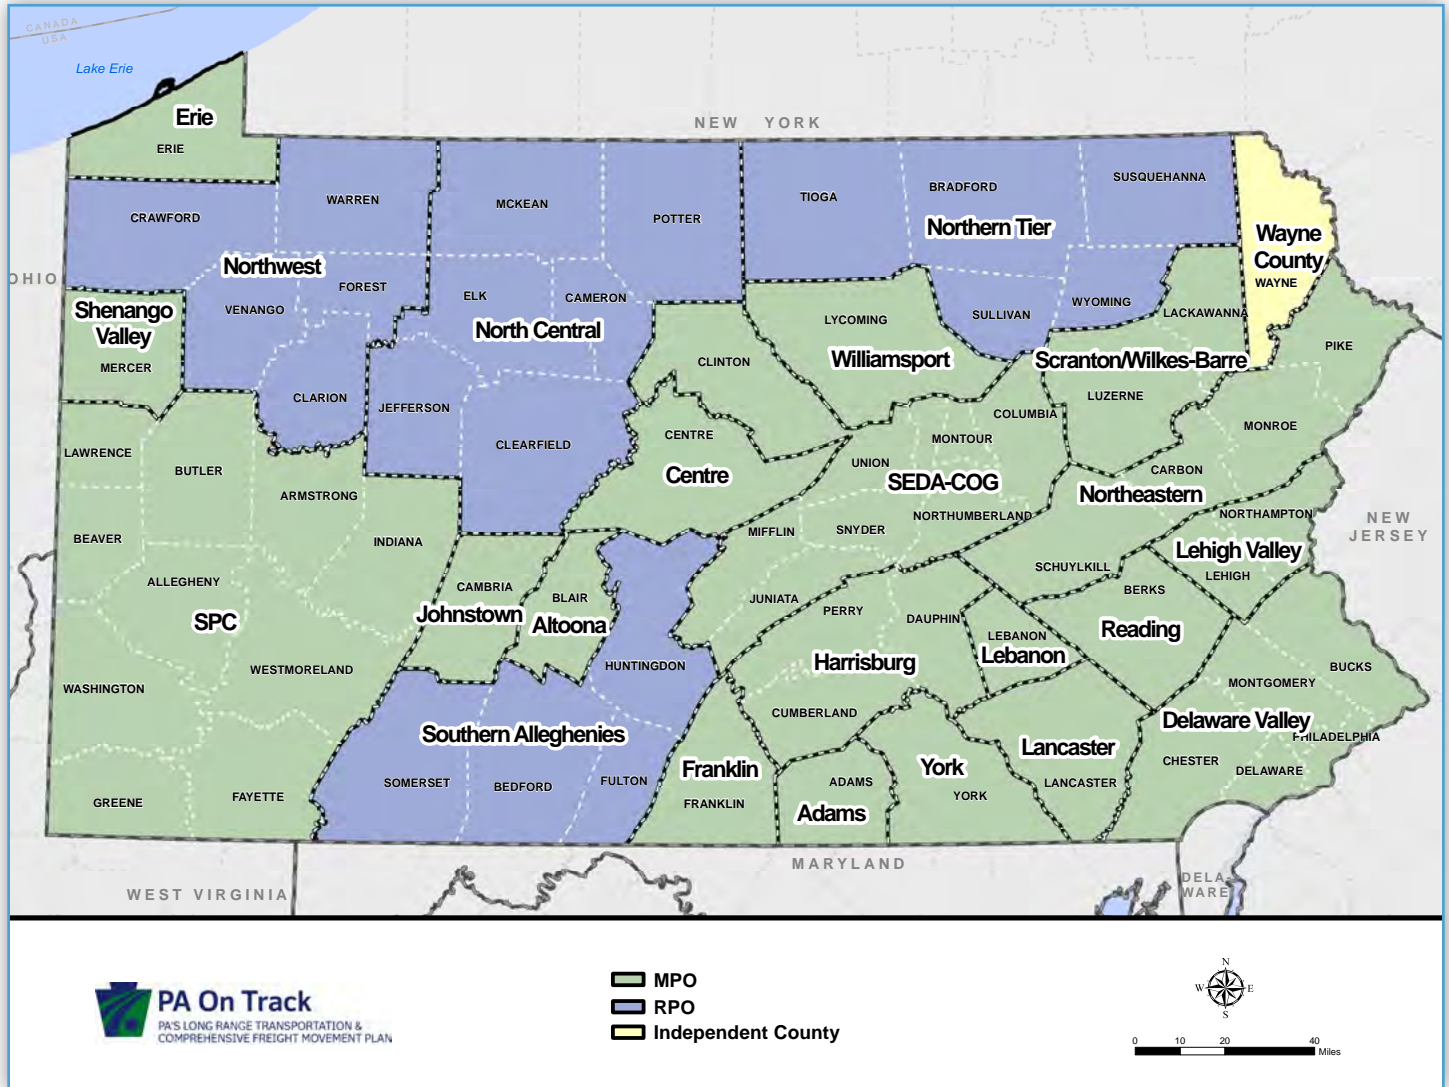 CANADA
USA
Lake Erie
NEW YORK
Erie
ERIE
CRAWFORD
WARREN
MCKEAN
POTTER
TIOGA
BRADFORD
SUSQUEHANNA
Northern Tier
Wayne
County
WAYNE
OHIO
Northwest
FOREST
VENANGO
ELK
CAMERON
North Central
SULLIVAN
WYOMING
LACKAWANNA
Shenango
Valley
MERCER
LYCOMING
Williamsport
Scranton/Wilkes-Barre
PIKE
CLINTON
CLARION
JEFFERSON
CLEARFIELD
LUZERNE
COLUMBIA
MONROE
CENTRE
Centre
MONTOUR
UNION
SEDA-COG
CARBON
Northeastern
LAWRENCE
BUTLER
ARMSTRONG
NORTHUMBERLAND
NORTHAMPTON
NEW
JERSEY
BEAVER
INDIANA
MIFFLIN
SNYDER
Lehigh Valley
LEHIGH
SCHUYLKILL
ALLEGHENY
SPC
CAMBRIA
Johnstown
BLAIR
Altoona
JUNIATA
PERRY
DAUPHIN
BERKS
Reading
LEBANON
Lebanon
Harrisburg
WESTMORELAND
HUNTINGDON
WASHINGTON
BUCKS
MONTGOMERY
CUMBERLAND
Delaware Valley
PHILADELPHIA
Southern Alleghenies
Lancaster
LANCASTER
CHESTER
DELAWARE
Franklin
FRANKLIN
York
YORK
ADAMS
Adams
SOMERSET
BEDFORD
FULTON
GREENE
FAYETTE
MARYLAND
WEST VIRGINIA
DELA-
WARE
PA On Track
PA'S LONG RANGE TRANSPORTATION &
COMPREHENSIVE FREIGHT MOVEMENT PLAN
MPO
RPO
Independent County
N
W E
S
0 10 20 40
Miles